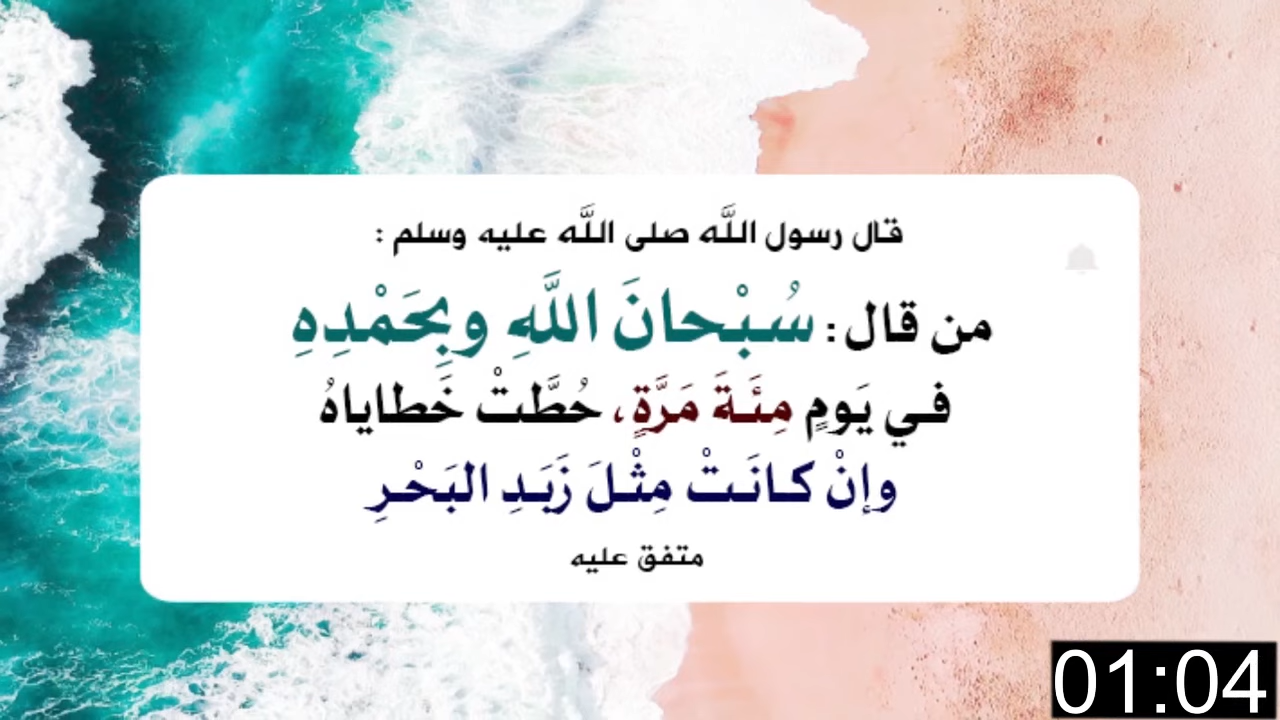 قال رسول اللَّه صلى اللَّه عليه وسلم :
من قال: سُبْحانَ اللَّهِ وبِحَمْدِهِ
في يَومٍ مِئَةَ مَرَّةٍ، حُطَّتْ خَطاياهُ
وإنْ كانَتْ مِثْلَ زَبَدِ البَحْرِ
متفق عليه
01:04